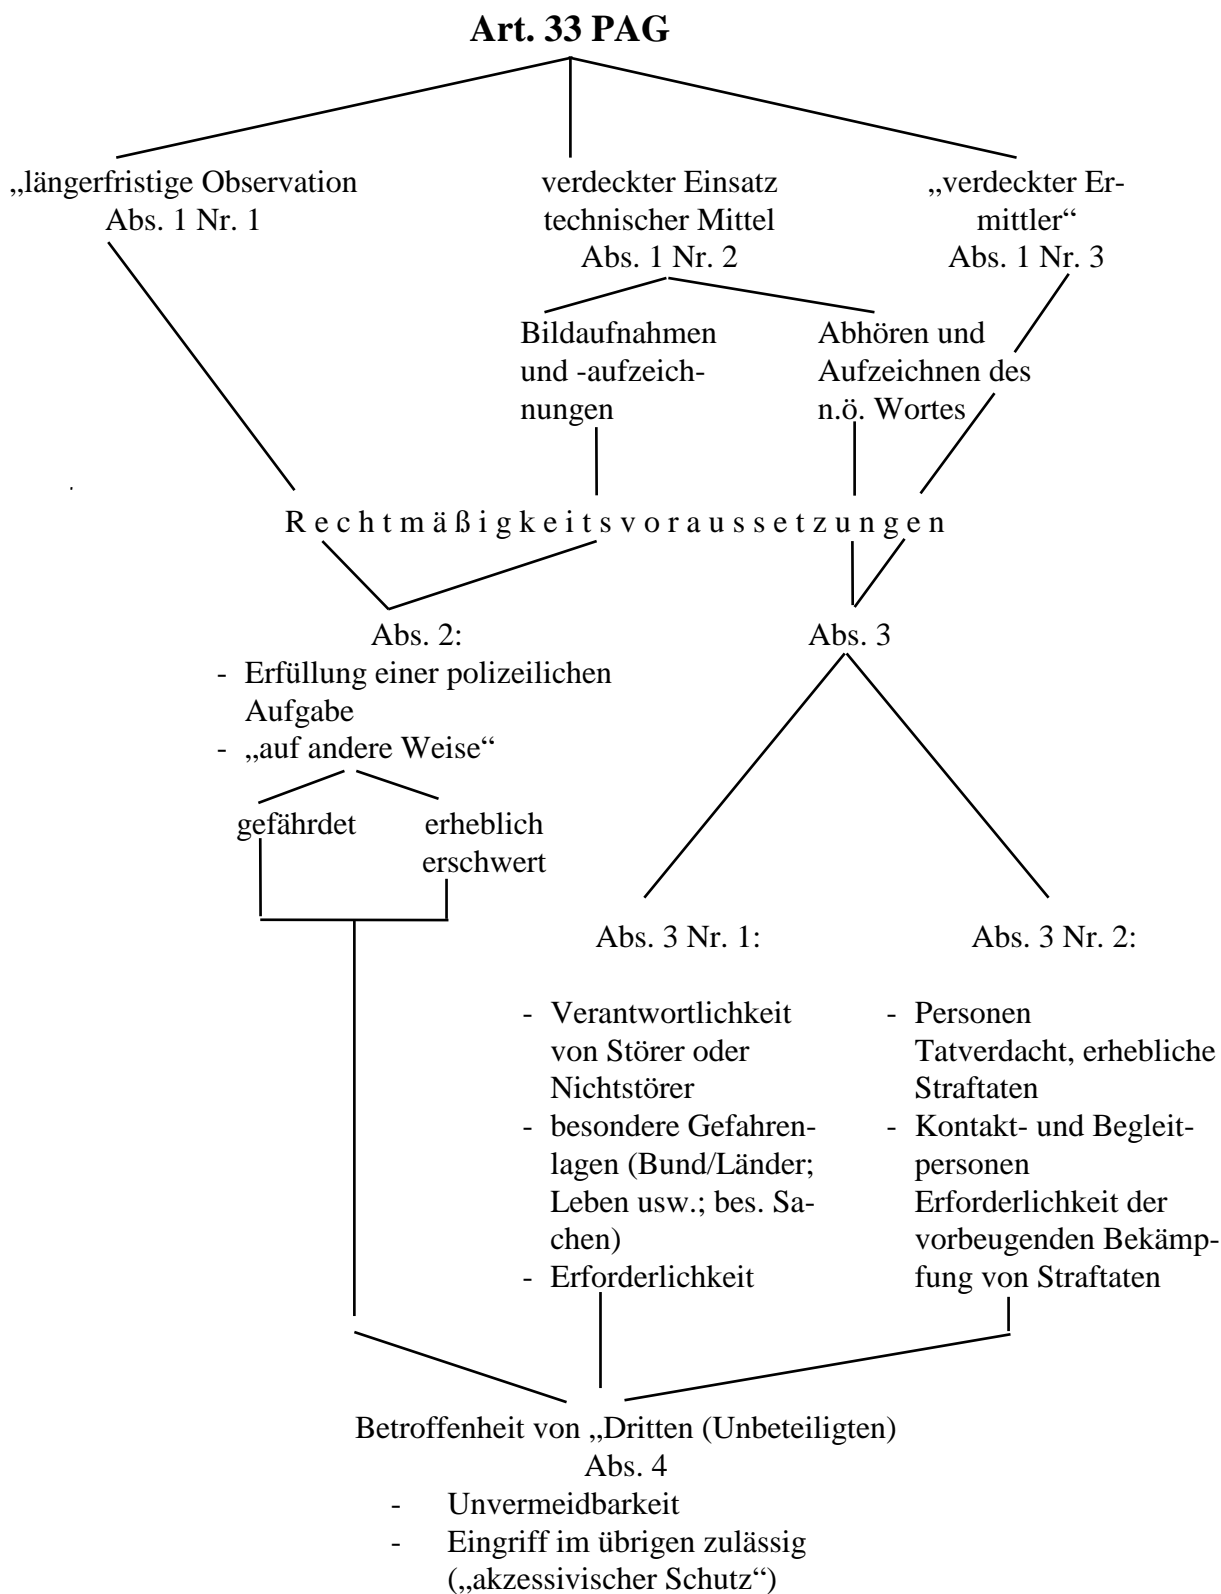 Art. 33 PAG
„längerfristige Observation
Abs. 1 Nr. 1
verdeckter Einsatz
technischer Mittel
Abs. 1 Nr. 2
„verdeckter Er-
mittler“
Abs. 1 Nr. 3
Bildaufnahmen
und -aufzeich-
nungen
Abhören und
Aufzeichnen des
n.ö. Wortes
R e c h t m ä ß i g k e i t s v o r a u s s e t z u n g e n
Abs. 2:
- Erfüllung einer polizeilichen
Aufgabe
- „auf andere Weise“
gefährdet
erheblich
erschwert
Abs. 3
Abs. 3 Nr. 1:
- Verantwortlichkeit
von Störer oder
Nichtstörer
- besondere Gefahren-
lagen (Bund/Länder;
Leben usw.; bes. Sa-
chen)
- Erforderlichkeit
Abs. 3 Nr. 2:
- Personen
Tatverdacht, erhebliche
Straftaten
- Kontakt- und Begleit-
personen
Erforderlichkeit der
vorbeugenden Bekämp-
fung von Straftaten
Betroffenheit von „Dritten (Unbeteiligten)
Abs. 4
- Unvermeidbarkeit
- Eingriff im übrigen zulässig
(„akzessivischer Schutz“)